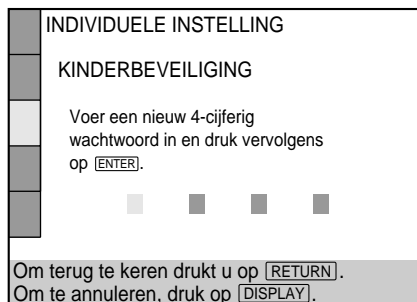 INDIVIDUELE INSTELLING
KINDERBEVEILIGING
Voer een nieuw 4-cijferig
wachtwoord in en druk vervolgens
op ENTER.
Om terug te keren drukt u op RETURN.
Om te annuleren, druk op DISPLAY.